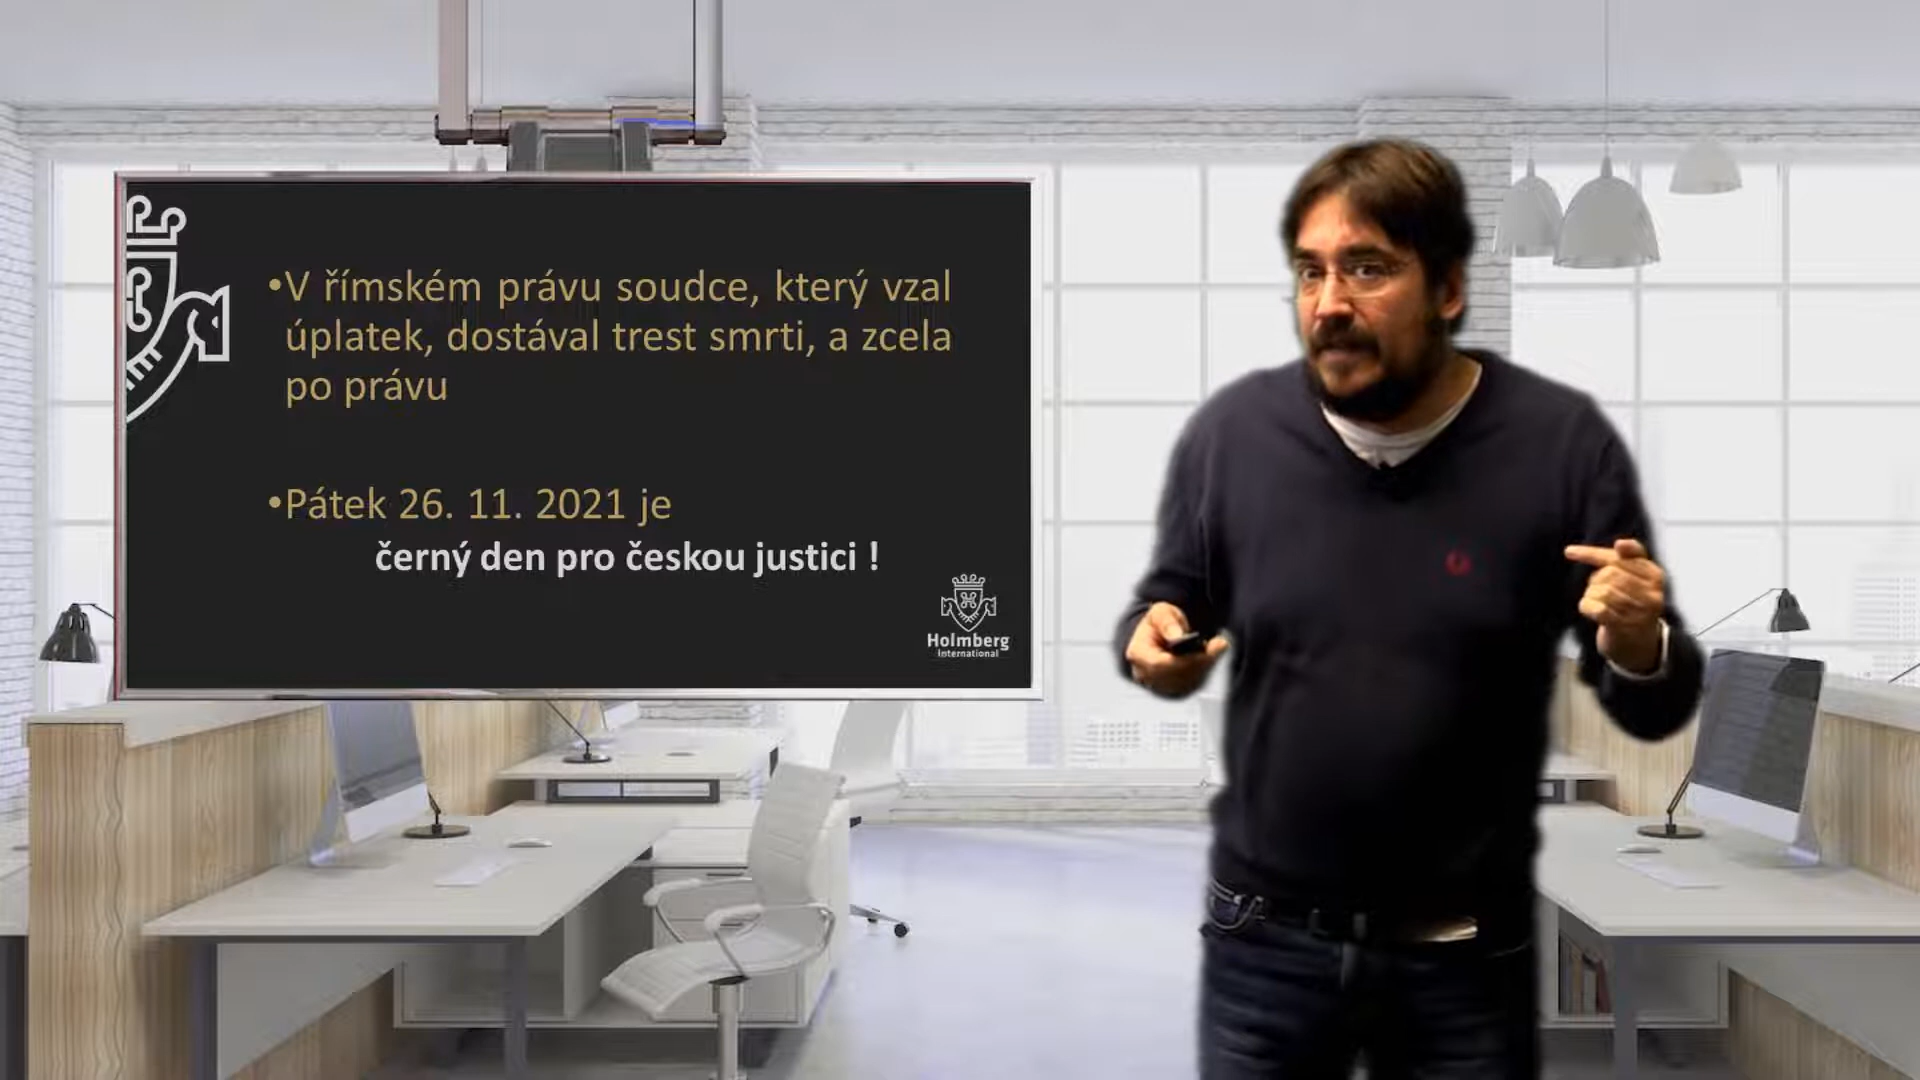 •V římském právu soudce, který vzal
úplatek, dostával trest smrti, a zcela
po právu
•Pátek 26. 11. 2021 je
černý den pro českou justici !
Holmberg
International